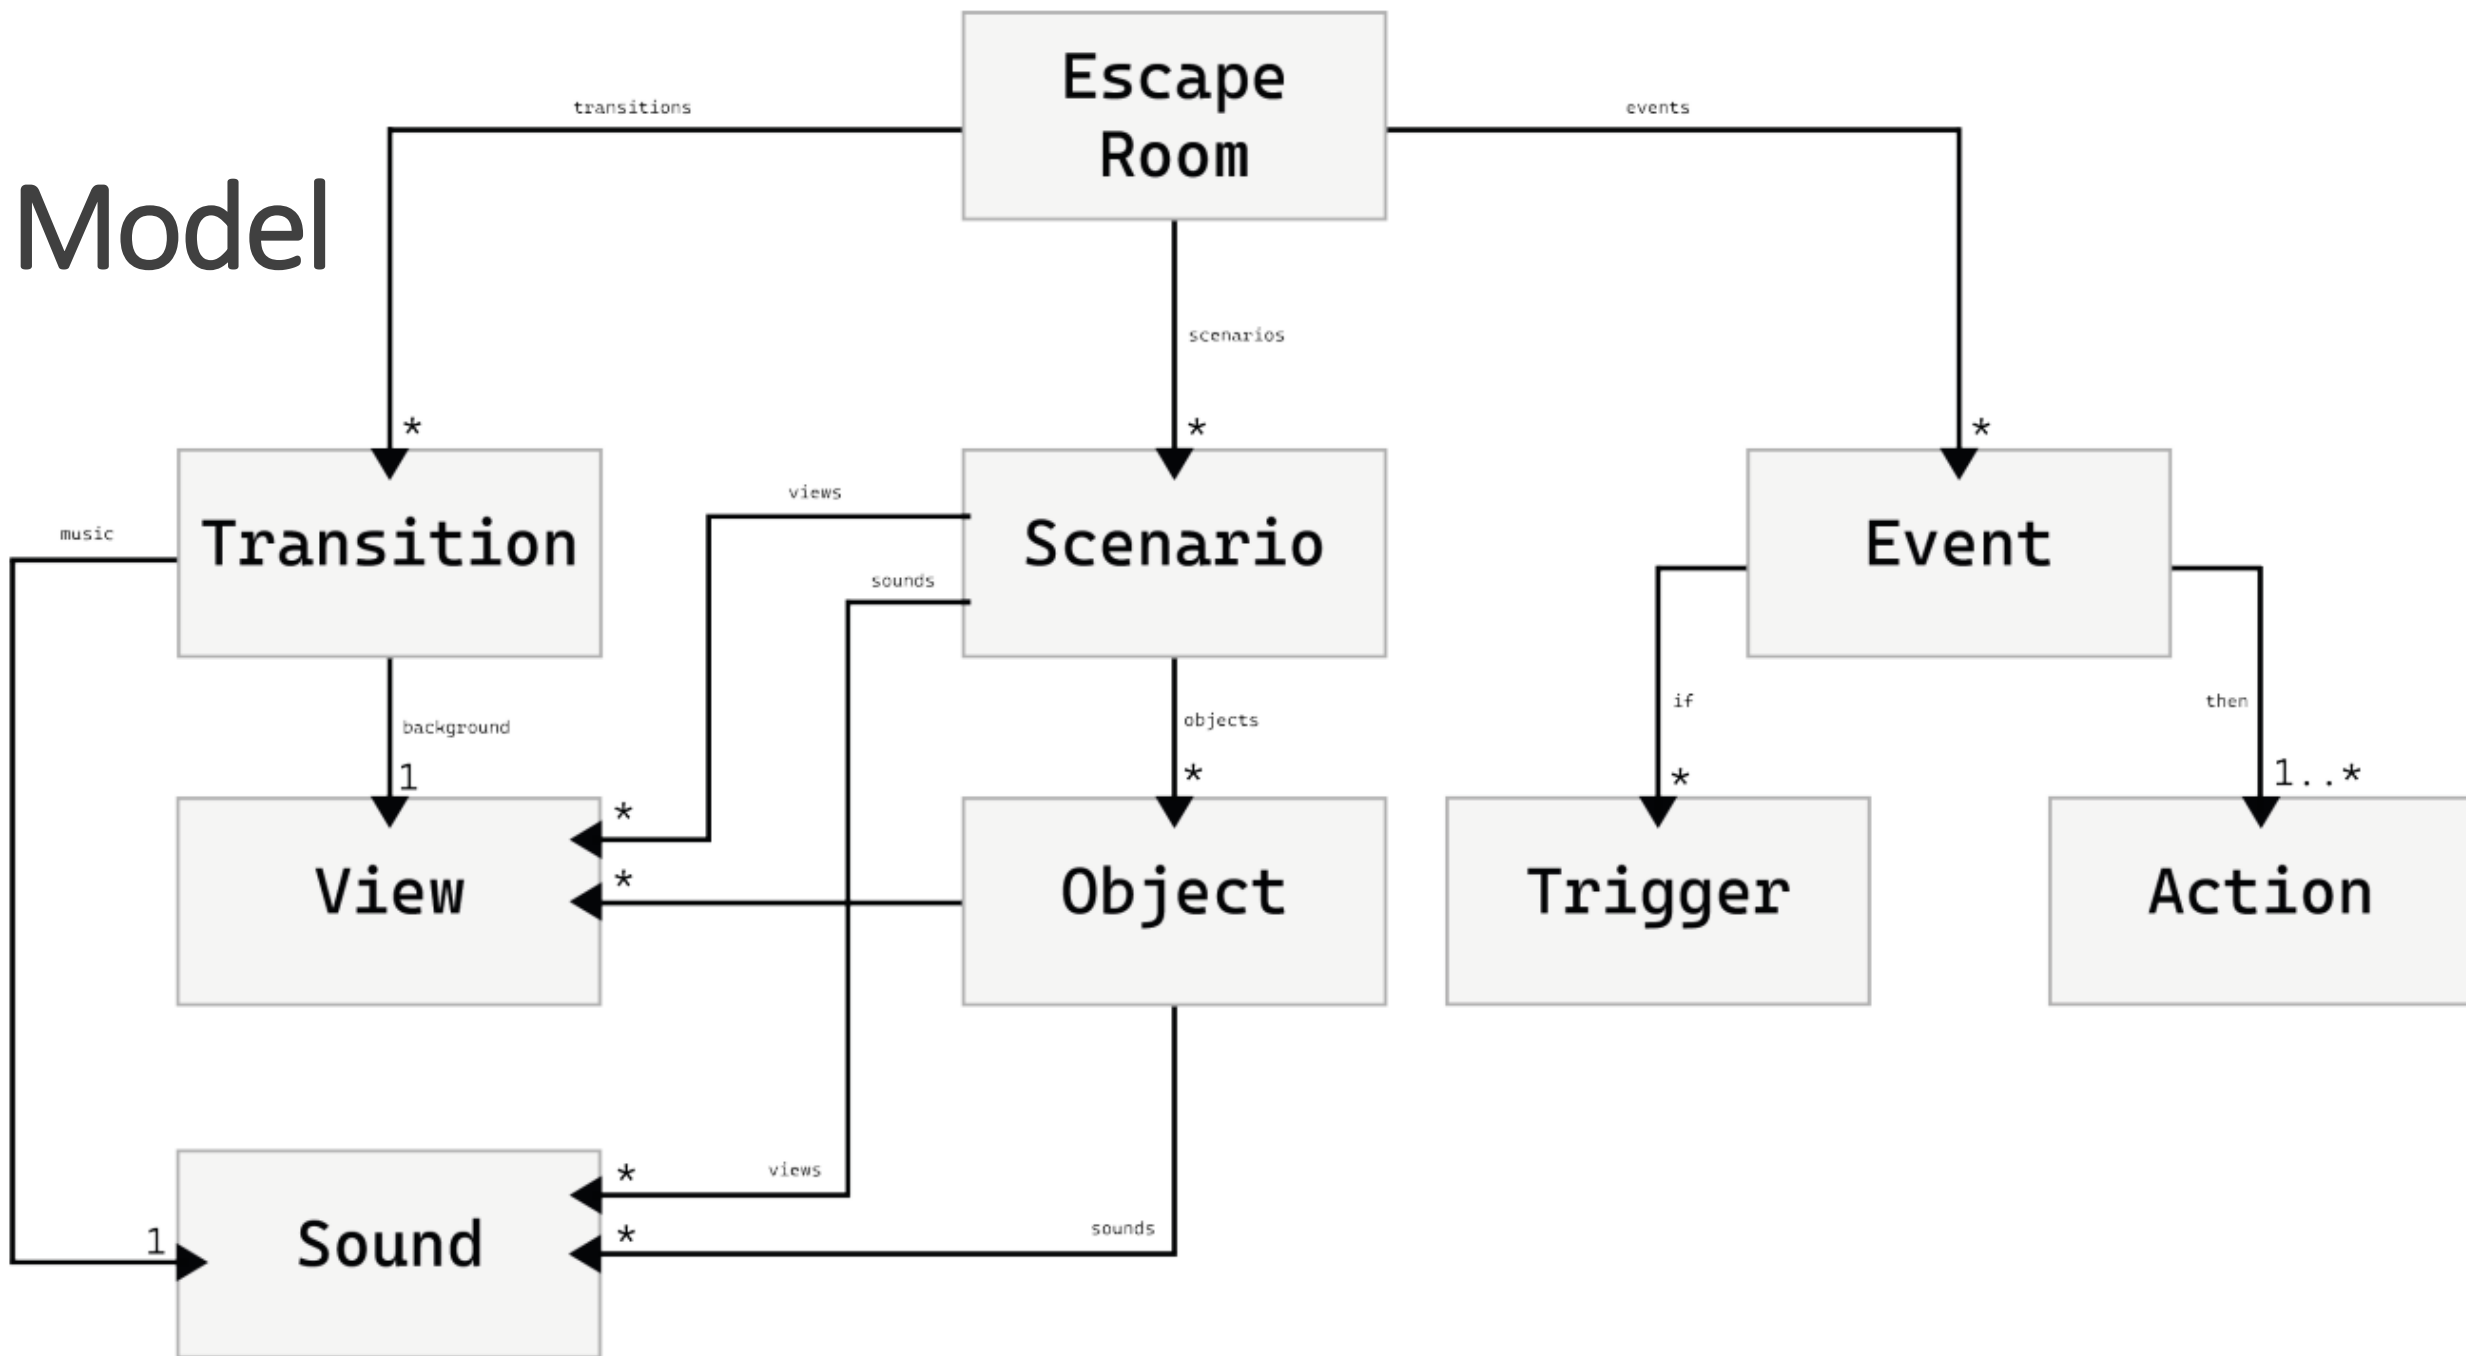 Escape
Room
transitions
events
Model
scenarios
*
*
*
Transition
Scenario
Event
views
music
sounds
if
then
background
objects
1
*
*
1..*
*
View
Object
Trigger
Action
*
*
views
sounds
*
1
Sound